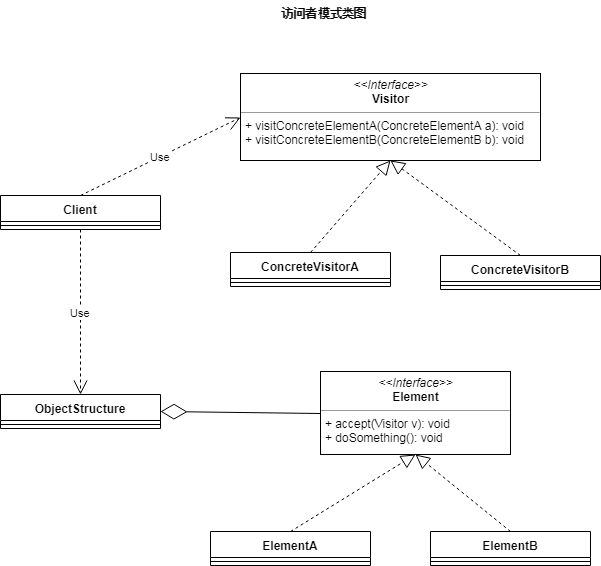 访问者模式类图
<<Interface>>
Visitor
+ visitConcreteElementA(ConcreteElementA a): void
+ visitConcreteElementB(ConcreteElementB b): void
Use
Client
ConcreteVisitorA
ConcreteVisitorB
Use
<<Interface>>
Element
+ accept(Visitor v): void
+ doSomething(): void
ObjectStructure
ElementA
ElementB